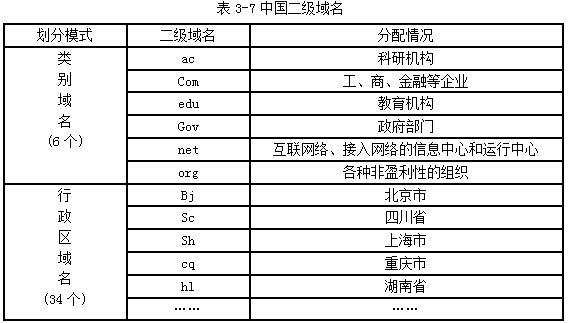 表 3-7 中国二级域名
划分模式 二级域名 分配情况
类别域名(6个)
ac 科研机构
Com 工、商、金融等企业
edu 教育机构
Gov 政府部门
net 互联网络、接入网络的信息中心和运行中心
org 各种非盈利性的组织
行政区域名(34个)
Bj 北京市
Sc 四川省
Sh 上海市
cq 重庆市
hl 湖南省
…… ……